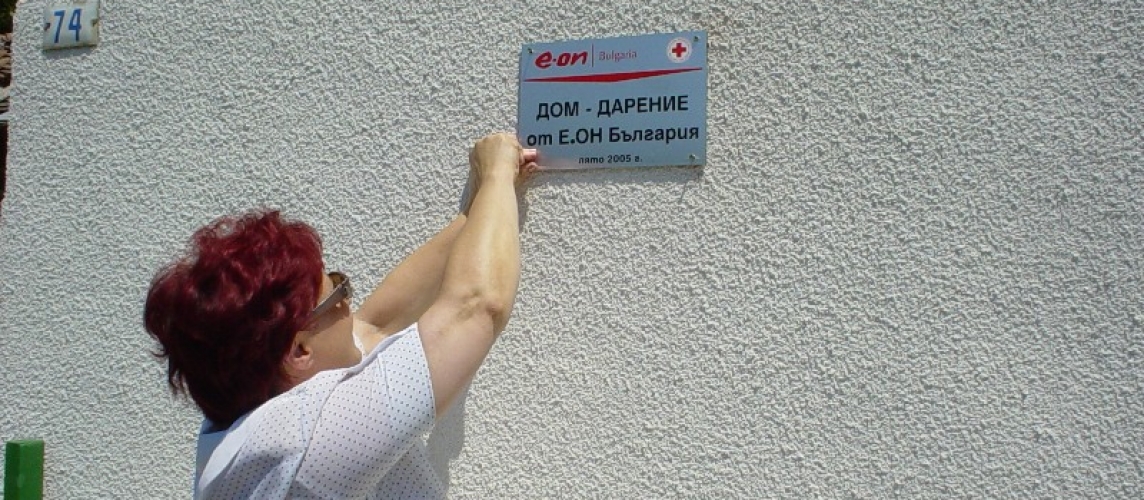 74
e·on Bulgaria
ДОМ - ДАРЕНИЕ
от Е.ОН България
лято 2005 г.